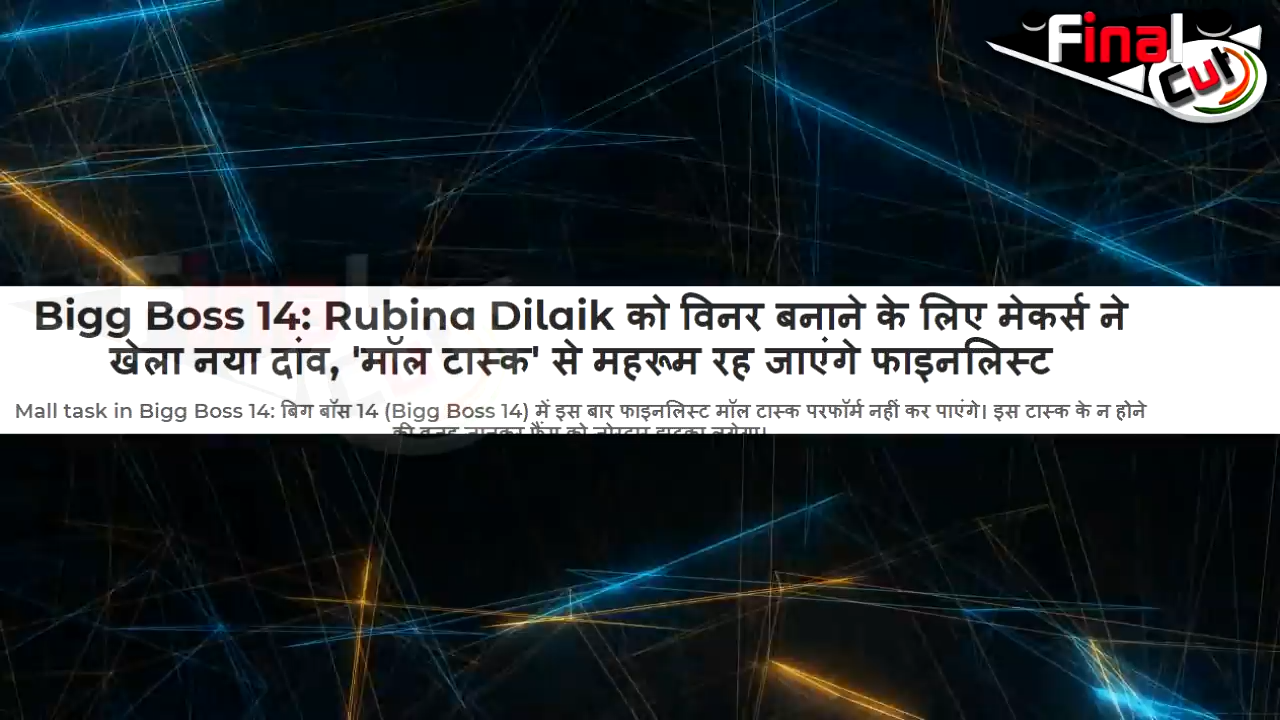 Final
Cut
Bigg Boss 14: Rubina Dilaik को विनर बनाने के लिए मेकर्स ने
खेला नया दांव, 'मॉल टास्क' से महरूम रह जाएंगे फाइनलिस्ट
Mall task in Bigg Boss 14: बिग बॉस 14 (Bigg Boss 14) में इस बार फाइनलिस्ट मॉल टास्क परफॉर्म नहीं कर पाएंगे। इस टास्क के न होने